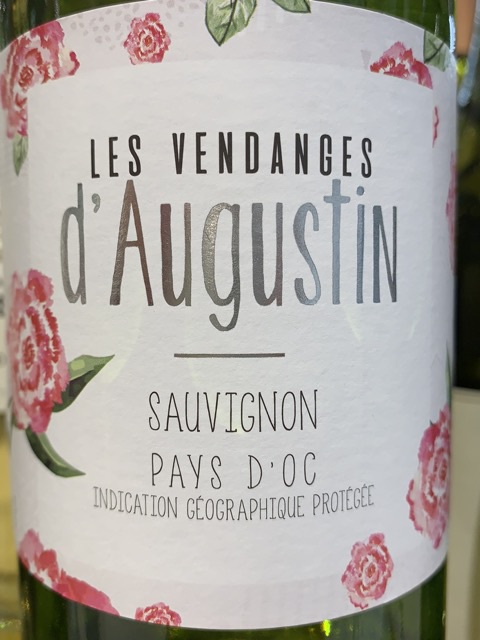 LES VENDANGES
d'AugustiN
SAUVIGNON
PAYS D'OC
INDICATION GÉOGRAPHIQUE PROTÉGÉE